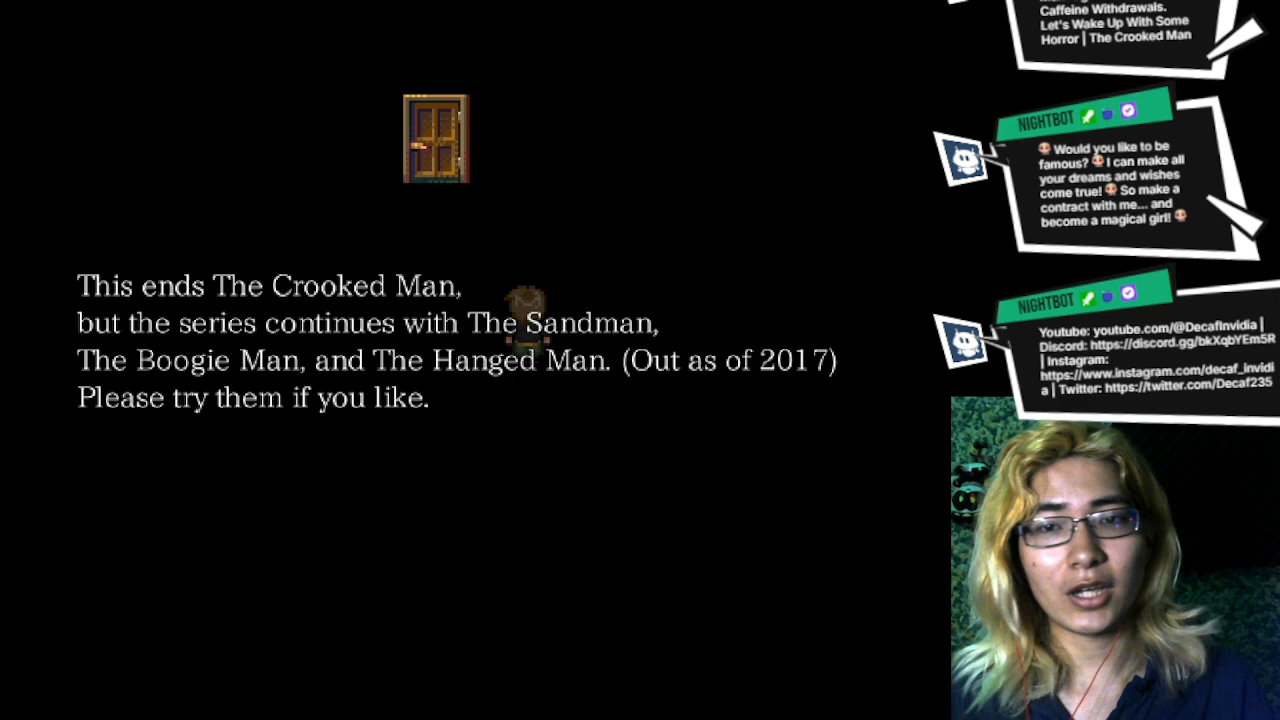 This ends The Crooked Man,
but the series continues with The Sandman,
The Boogie Man, and The Hanged Man. (Out as of 2017)
Please try them if you like.
Caffeine Withdrawals.
Let's Wake Up With Some
Horror | The Crooked Man
NIGHTBOT
Would you like to be
famous? I can make all
your dreams and wishes
come true! So make a
contract with me... and
become a magical girl!
NIGHTBOT
Youtube: youtube.com/@DecafInvidia |
Discord: https://discord.gg/bkXqbYEm5R
| Instagram:
https://www.instagram.com/decaf_invidi
a | Twitter: https://twitter.com/Decaf235